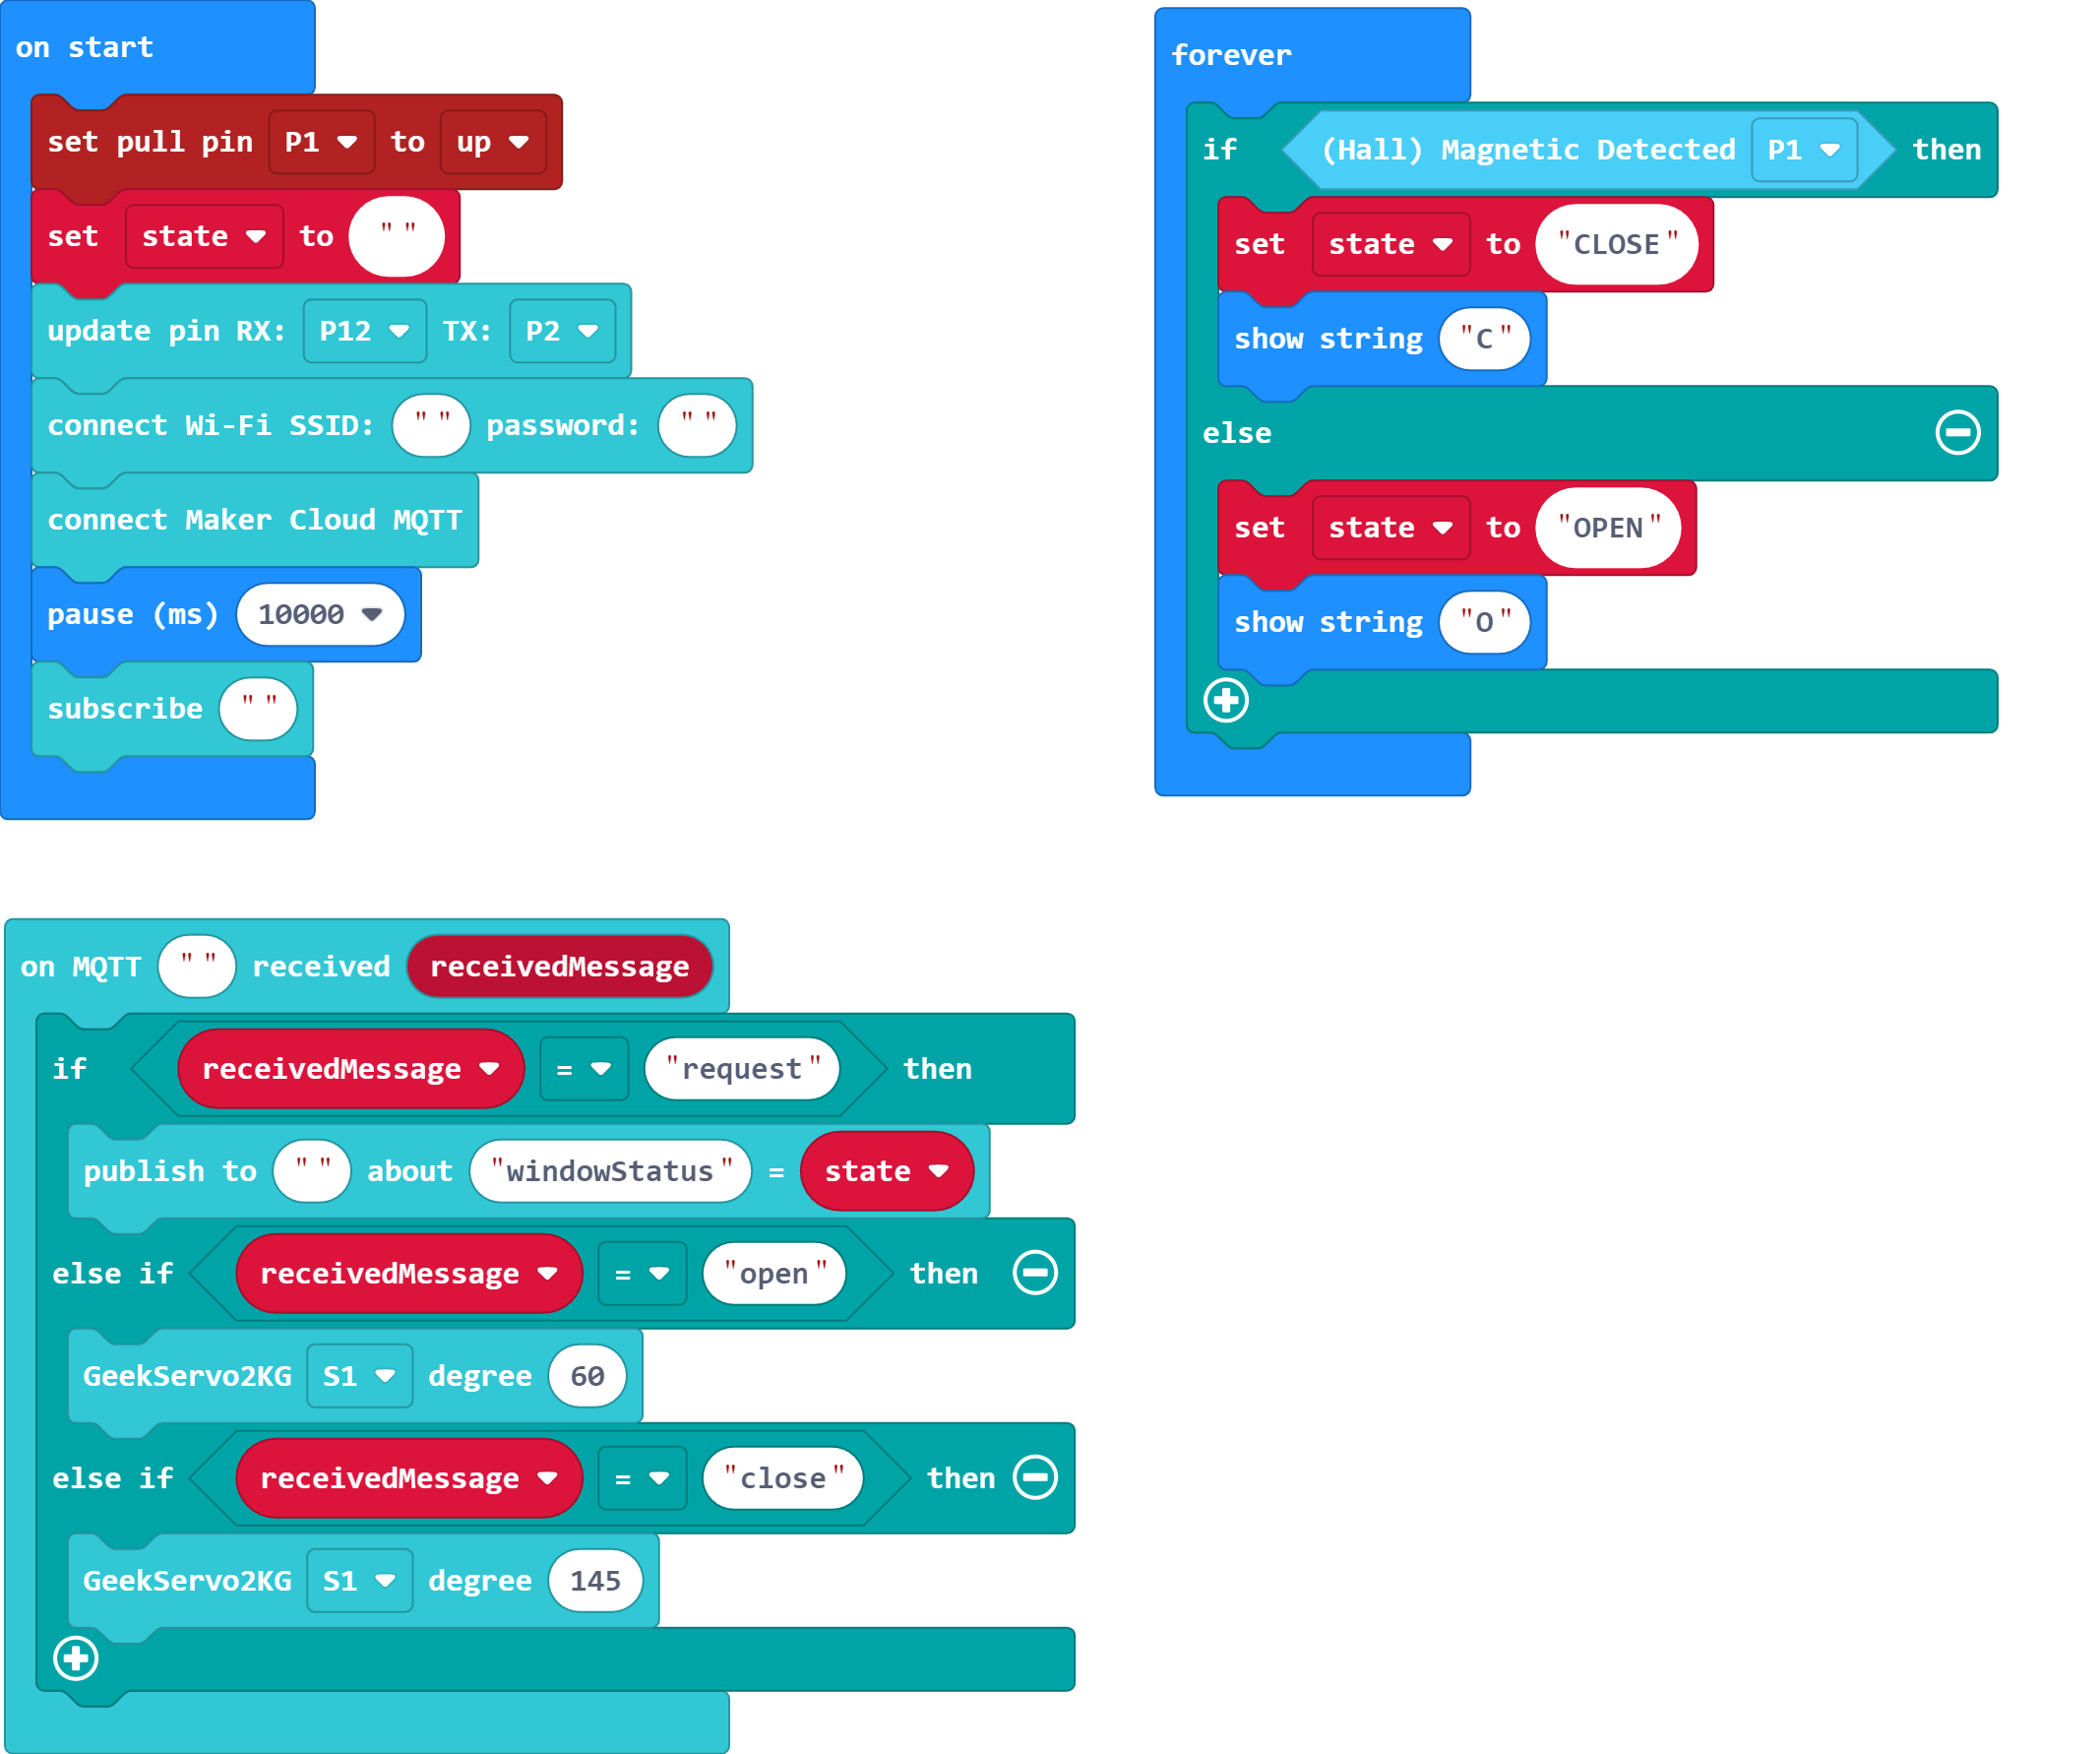 on start
set pull pin P1 to up
set state to " "
update pin RX: P12 TX: P2
connect Wi-Fi SSID: " " password: " "
connect Maker Cloud MQTT
pause (ms) 10000
subscribe " "
forever
if (Hall) Magnetic Detected P1 then
set state to "CLOSE"
show string "C"
else
set state to "OPEN"
show string "O"
on MQTT " " received receivedMessage
if receivedMessage = "request" then
publish to " " about "windowStatus" = state
else if receivedMessage = "open" then
GeekServo2KG S1 degree 60
else if receivedMessage = "close" then
GeekServo2KG S1 degree 145